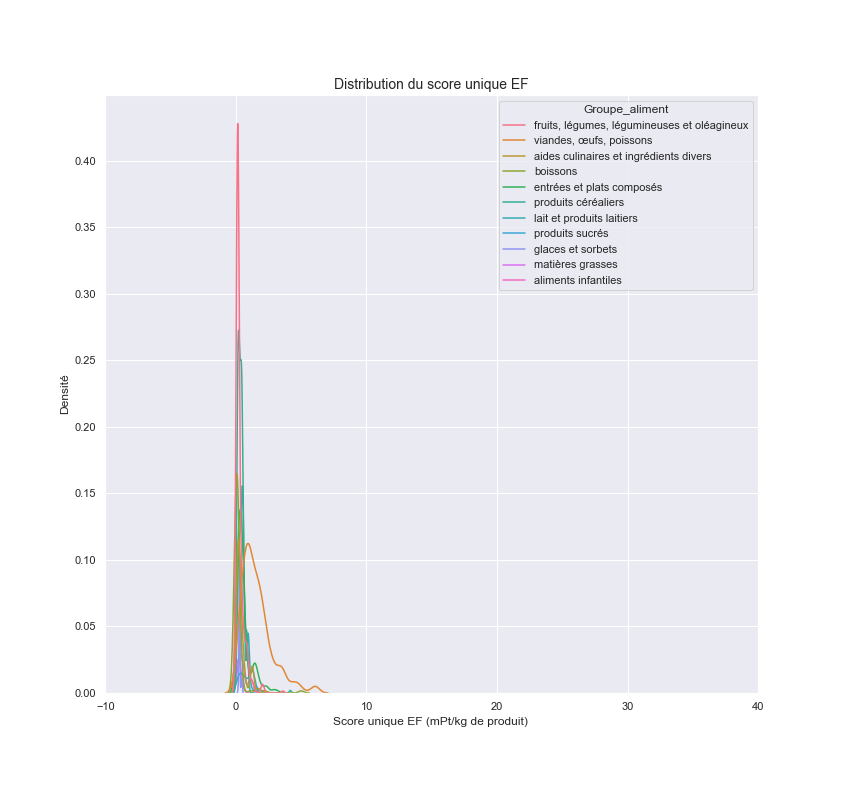 Distribution du score unique EF
Groupe_aliment
fruits, légumes, légumineuses et oléagineux
viandes, œufs, poissons
aides culinaires et ingrédients divers
boissons
entrées et plats composés
produits céréaliers
lait et produits laitiers
produits sucrés
glaces et sorbets
matières grasses
aliments infantiles
0.40
0.35
0.30
0.25
0.20
0.15
0.10
0.05
0.00
Densité
−10
0
10
20
30
40
Score unique EF (mPt/kg de produit)